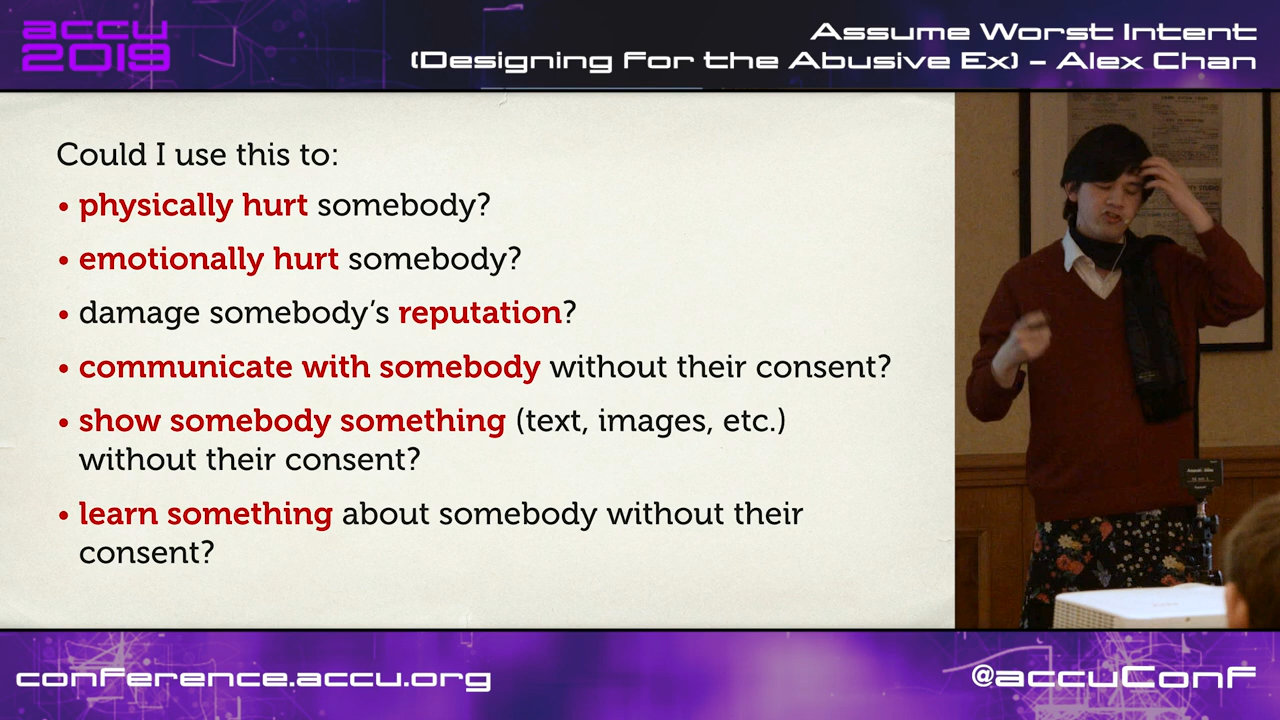 accu
2019
Assume Worst Intent
(Designing For the Abusive Ex) - Alex Chan
Could I use this to:
• physically hurt somebody?
• emotionally hurt somebody?
• damage somebody’s reputation?
• communicate with somebody without their consent?
• show somebody something (text, images, etc.)
without their consent?
• learn something about somebody without their
consent?
conference.accu.org
@accuConf